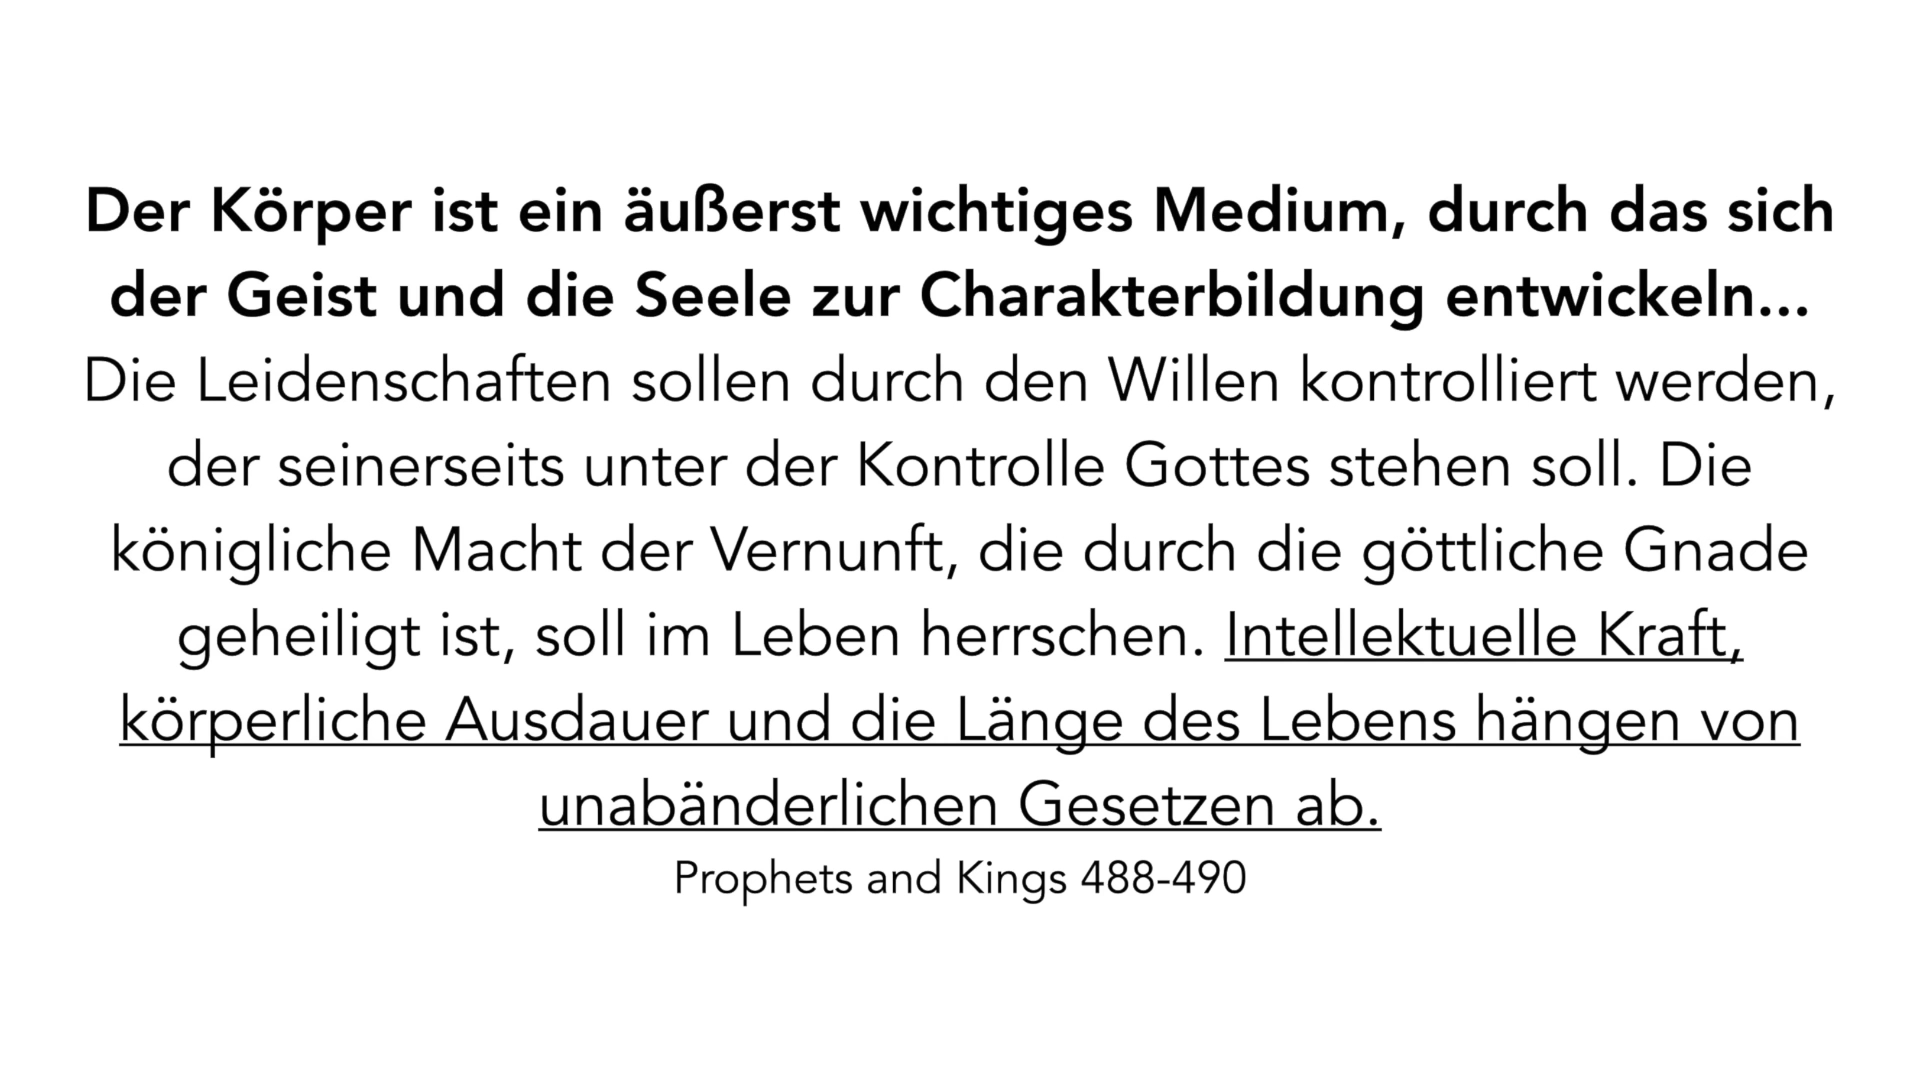 Der Körper ist ein äußerst wichtiges Medium, durch das sich
der Geist und die Seele zur Charakterbildung entwickeln...
Die Leidenschaften sollen durch den Willen kontrolliert werden,
der seinerseits unter der Kontrolle Gottes stehen soll. Die
königliche Macht der Vernunft, die durch die göttliche Gnade
geheiligt ist, soll im Leben herrschen. Intellektuelle Kraft,
körperliche Ausdauer und die Länge des Lebens hängen von
unabänderlichen Gesetzen ab.
Prophets and Kings 488-490